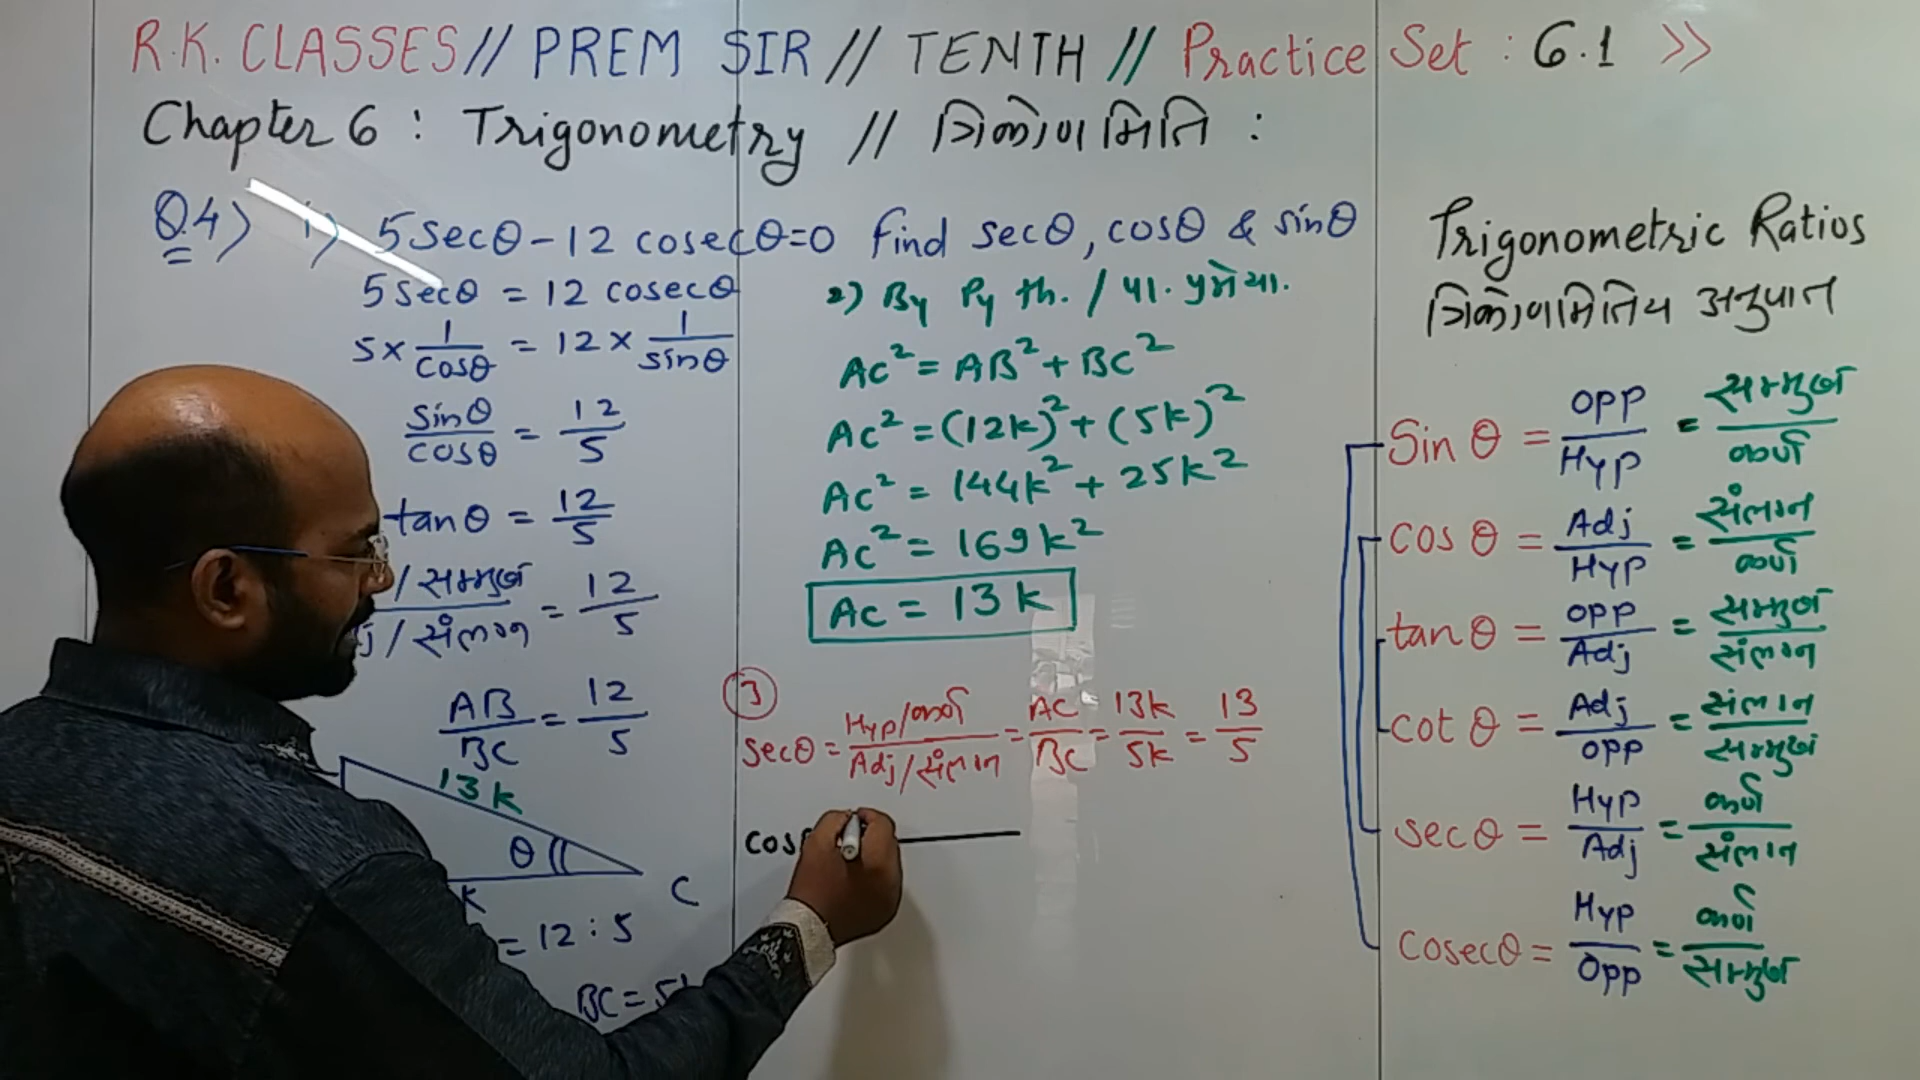 R.K. CLASSES // PREM SIR // TENTH // Practice Set : 6.1 >>
Chapter 6 : Trigonometry // त्रिकोणमिति :
Q.4) i) 5 secθ - 12 cosecθ = 0 find secθ, cosθ & sinθ
5 secθ = 12 cosecθ
5 × 1/cosθ = 12 × 1/sinθ
sinθ/cosθ = 12/5
tanθ = 12/5
/ सम्मुख / संलग्न = 12/5
AB/BC = 12/5
13k
θ
C
k
= 12 : 5
BC = 5
2) By Py th. / पा. प्रमेया.
AC² = AB² + BC²
AC² = (12k)² + (5k)²
AC² = 144k² + 25k²
AC² = 169k²
AC = 13k
3
secθ = Hyp/कर्ण / Adj/संलग्न = AC/BC = 13k/5k = 13/5
cos
Trigonometric Ratios
त्रिकोणमितिय अनुपात
Sin θ = OPP/Hyp = सम्मुख/कर्ण
cos θ = Adj/Hyp = संलग्न/कर्ण
tan θ = OPP/Adj = सम्मुख/संलग्न
cot θ = Adj/OPP = संलग्न/सम्मुख
sec θ = Hyp/Adj = कर्ण/संलग्न
Cosecθ = Hyp/Opp = कर्ण/सम्मुख